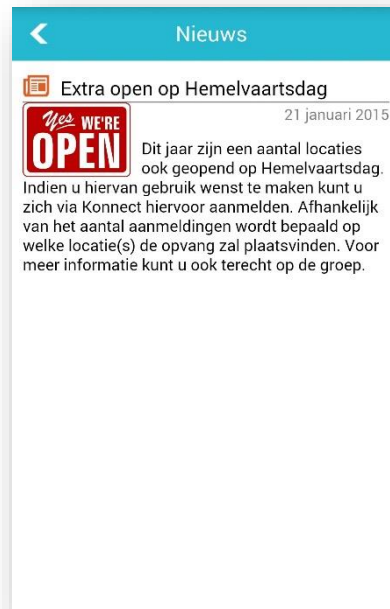 Nieuws
Extra open op Hemelvaartsdag
21 januari 2015
Yes WE'RE
OPEN
Dit jaar zijn een aantal locaties
ook geopend op Hemelvaartsdag.
Indien u hiervan gebruik wenst te maken kunt u
zich via Konnect hiervoor aanmelden. Afhankelijk
van het aantal aanmeldingen wordt bepaald op
welke locatie(s) de opvang zal plaatsvinden. Voor
meer informatie kunt u ook terecht op de groep.